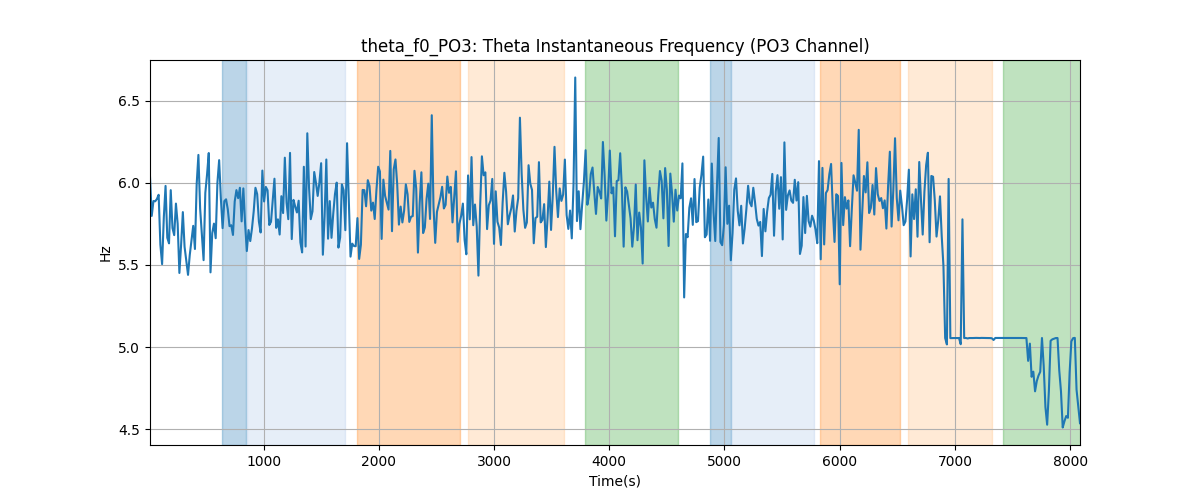 theta_f0_PO3: Theta Instantaneous Frequency (PO3 Channel)
Hz
6.5
6.0
5.5
5.0
4.5
1000 2000 3000 4000 5000 6000 7000 8000
Time(s)